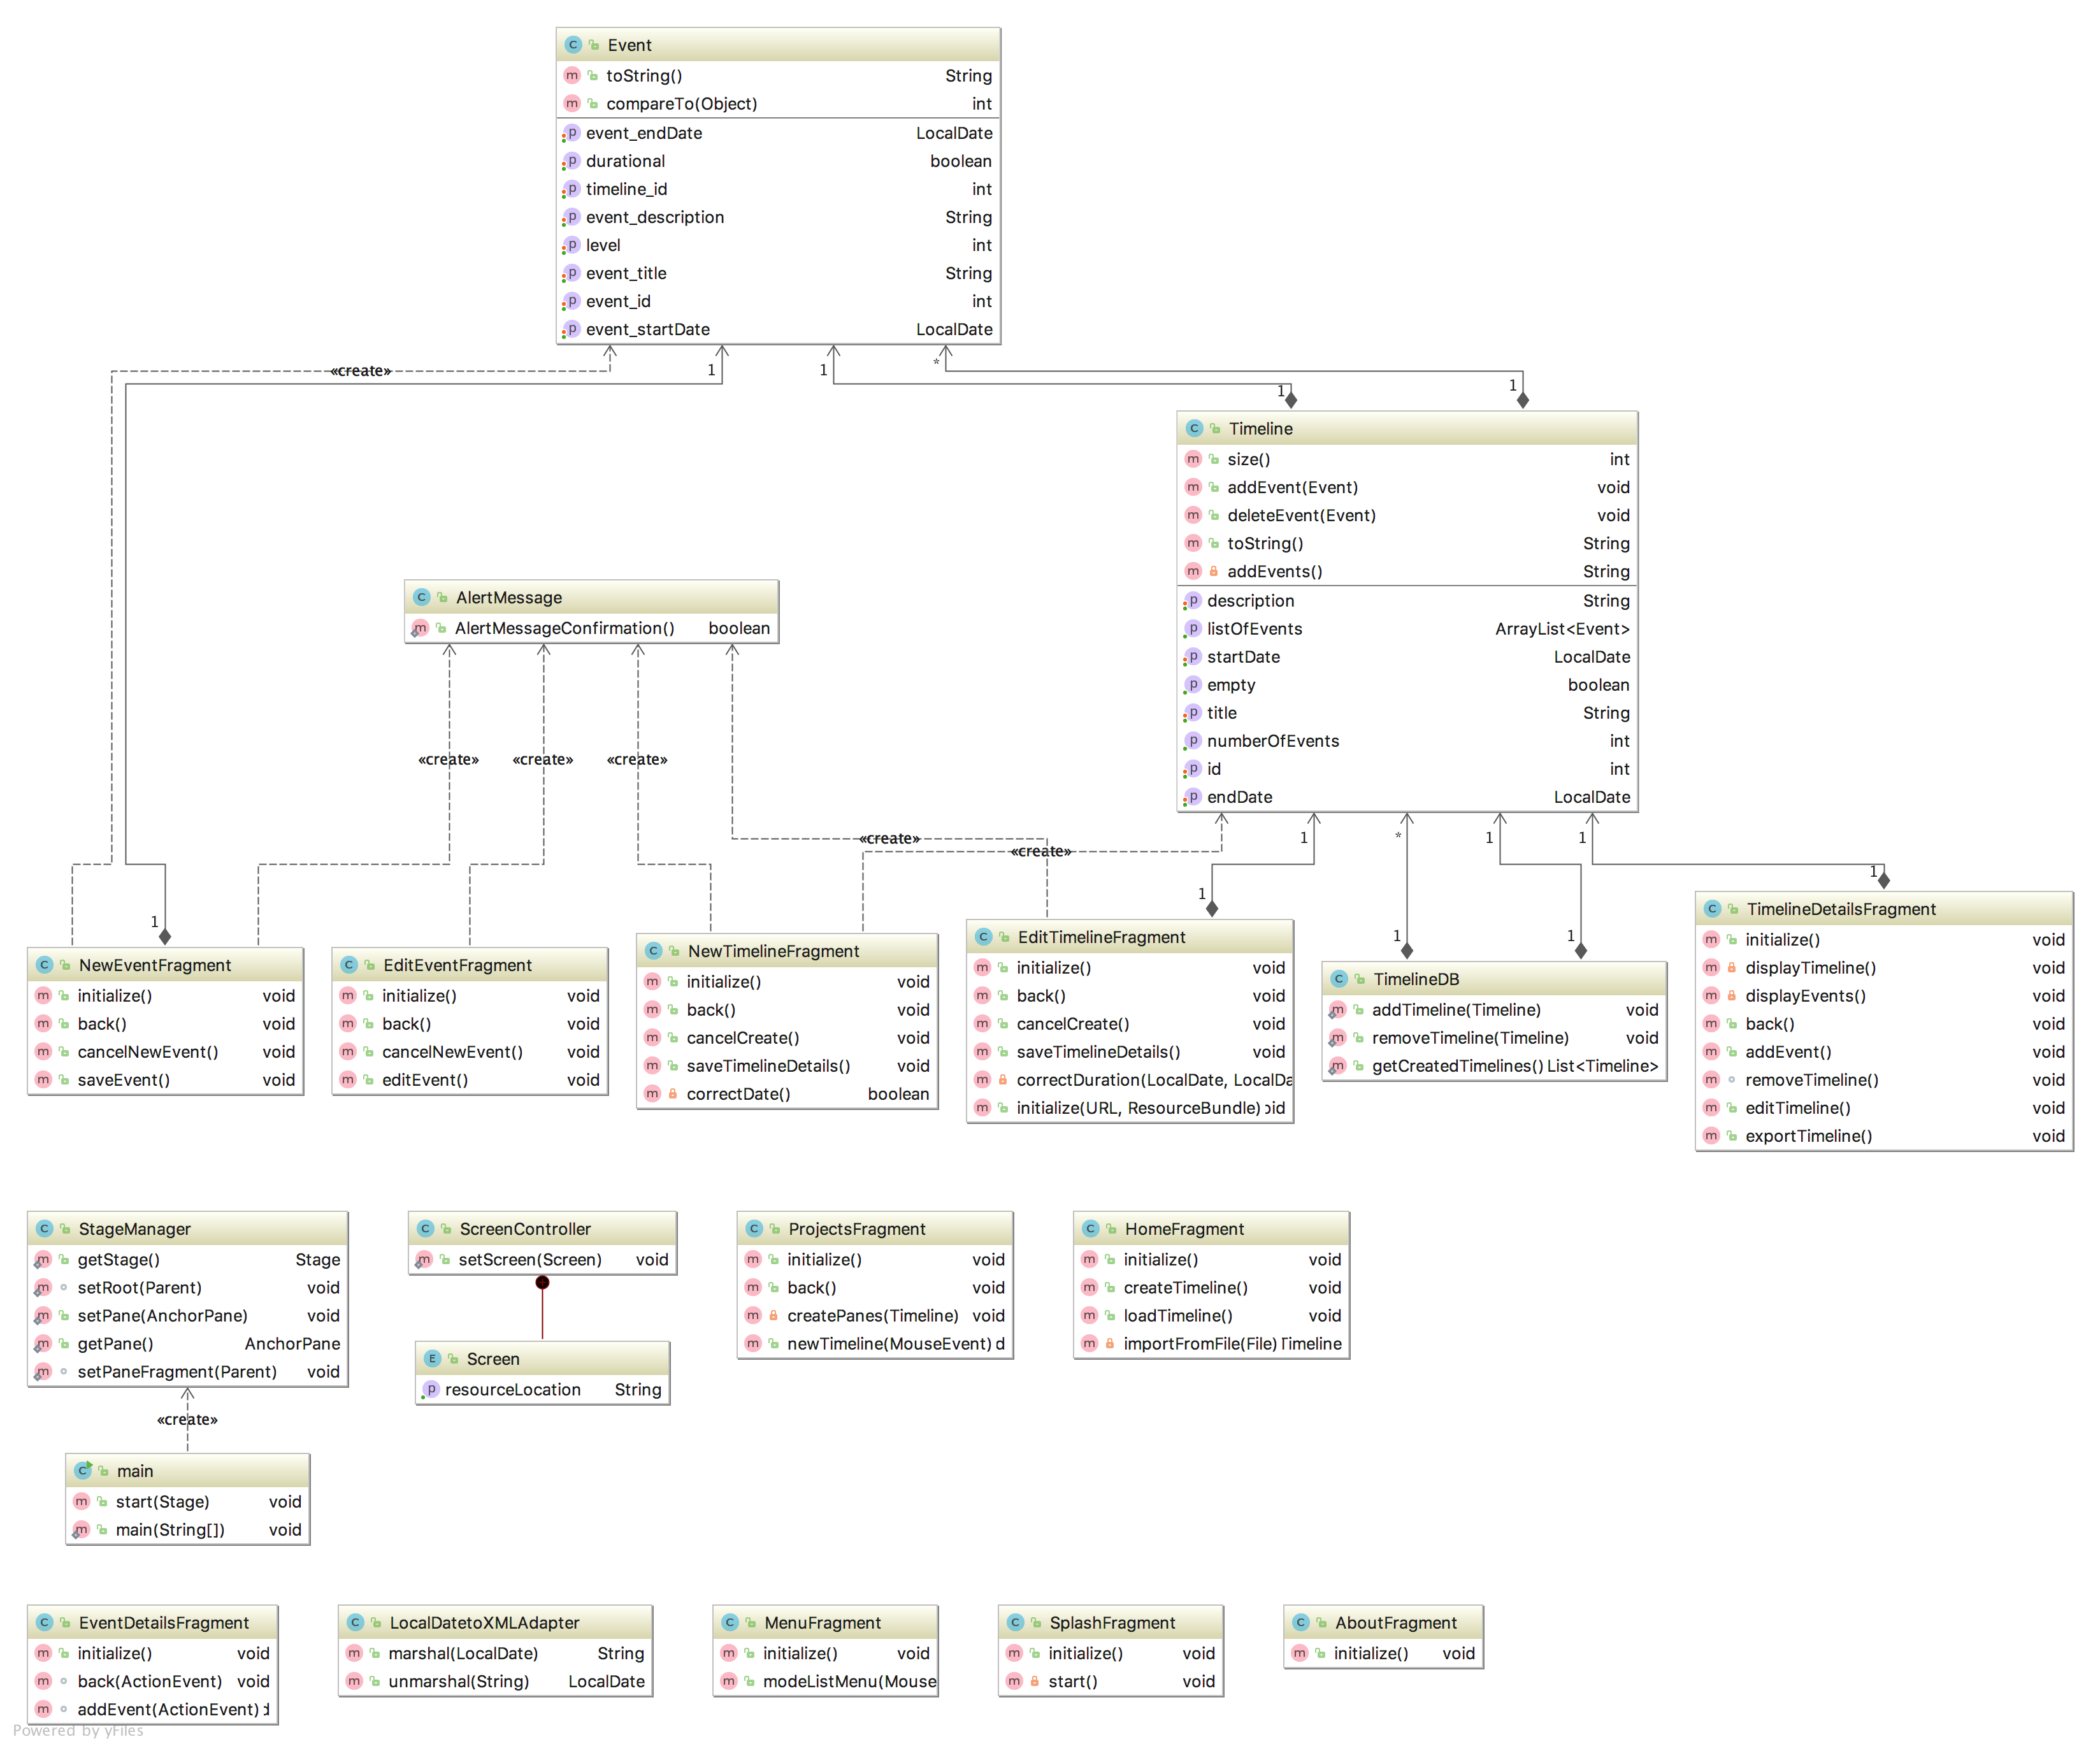 Event
toString() String
compareTo(Object) int
event_endDate LocalDate
durational boolean
timeline_id int
event_description String
level int
event_title String
event_id int
event_startDate LocalDate
«create»
1
1
*
1
1
Timeline
size() int
addEvent(Event) void
deleteEvent(Event) void
toString() String
addEvents() String
description String
listOfEvents ArrayList<Event>
startDate LocalDate
empty boolean
title String
numberOfEvents int
id int
endDate LocalDate
AlertMessage
AlertMessageConfirmation() boolean
«create»
«create»
«create»
«create»
«create»
1
*
1
1
1
1
1
1
1
NewEventFragment
initialize() void
back() void
cancelNewEvent() void
saveEvent() void
EditEventFragment
initialize() void
back() void
cancelNewEvent() void
editEvent() void
NewTimelineFragment
initialize() void
back() void
cancelCreate() void
saveTimelineDetails() void
correctDate() boolean
EditTimelineFragment
initialize() void
back() void
cancelCreate() void
saveTimelineDetails() void
correctDuration(LocalDate, LocalDa
initialize(URL, ResourceBundle) oid
TimelineDB
addTimeline(Timeline) void
removeTimeline(Timeline) void
getCreatedTimelines() List<Timeline>
TimelineDetailsFragment
initialize() void
displayTimeline() void
displayEvents() void
back() void
addEvent() void
removeTimeline() void
editTimeline() void
exportTimeline() void
StageManager
getStage() Stage
setRoot(Parent) void
setPane(AnchorPane) void
getPane() AnchorPane
setPaneFragment(Parent) void
ScreenController
setScreen(Screen) void
Screen
resourceLocation String
ProjectsFragment
initialize() void
back() void
createPanes(Timeline) void
newTimeline(MouseEvent) d
HomeFragment
initialize() void
createTimeline() void
loadTimeline() void
importFromFile(File) Timeline
«create»
main
start(Stage) void
main(String[]) void
EventDetailsFragment
initialize() void
back(ActionEvent) void
addEvent(ActionEvent)
LocalDatetoXMLAdapter
marshal(LocalDate) String
unmarshal(String) LocalDate
MenuFragment
initialize() void
modeListMenu(Mouse
SplashFragment
initialize() void
start() void
AboutFragment
initialize() void
Powered by yFiles